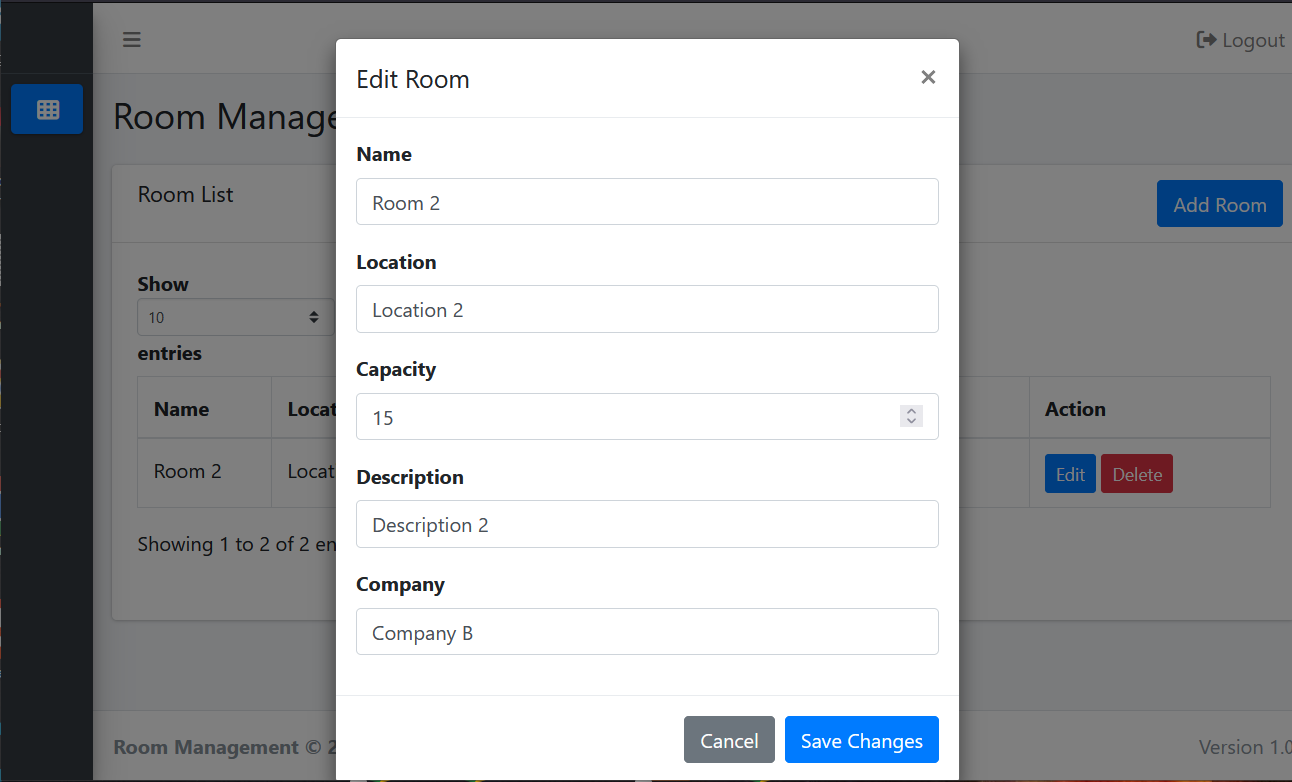 Logout
Edit Room
×
Room Manage
Name
Room 2
Room List
Add Room
Location
Location 2
Show
10
entries
Capacity
15
Name
Locat
Action
Room 2
Locat
Edit
Delete
Description
Description 2
Showing 1 to 2 of 2 en
Company
Company B
Cancel
Save Changes
Room Management © 2
Version 1.0